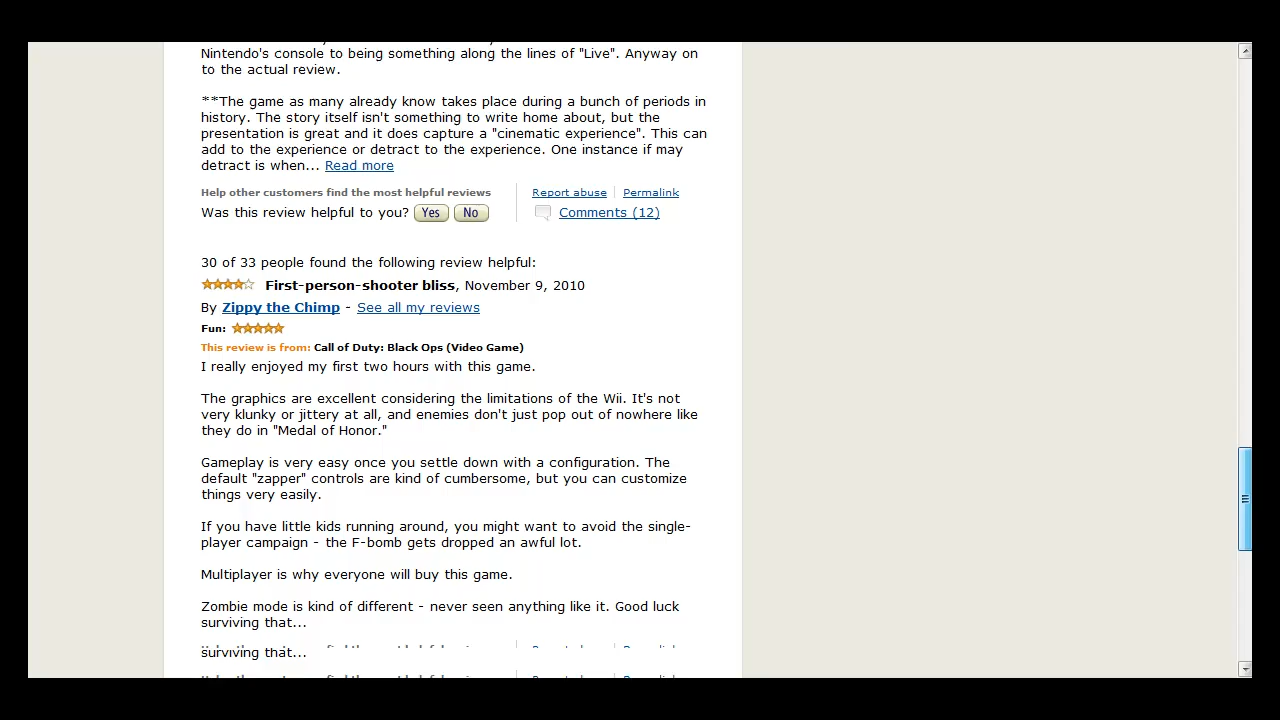 Nintendo's console to being something along the lines of "Live". Anyway on
to the actual review.
**The game as many already know takes place during a bunch of periods in
history. The story itself isn't something to write home about, but the
presentation is great and it does capture a "cinematic experience". This can
add to the experience or detract to the experience. One instance if may
detract is when... Read more
Help other customers find the most helpful reviews
Was this review helpful to you? Yes No
Report abuse Permalink
Comments (12)
30 of 33 people found the following review helpful:
First-person-shooter bliss, November 9, 2010
By Zippy the Chimp - See all my reviews
Fun:
This review is from: Call of Duty: Black Ops (Video Game)
I really enjoyed my first two hours with this game.
The graphics are excellent considering the limitations of the Wii. It's not
very klunky or jittery at all, and enemies don't just pop out of nowhere like
they do in "Medal of Honor."
Gameplay is very easy once you settle down with a configuration. The
default "zapper" controls are kind of cumbersome, but you can customize
things very easily.
If you have little kids running around, you might want to avoid the single-
player campaign - the F-bomb gets dropped an awful lot.
Multiplayer is why everyone will buy this game.
Zombie mode is kind of different - never seen anything like it. Good luck
surviving that...
surviving that...